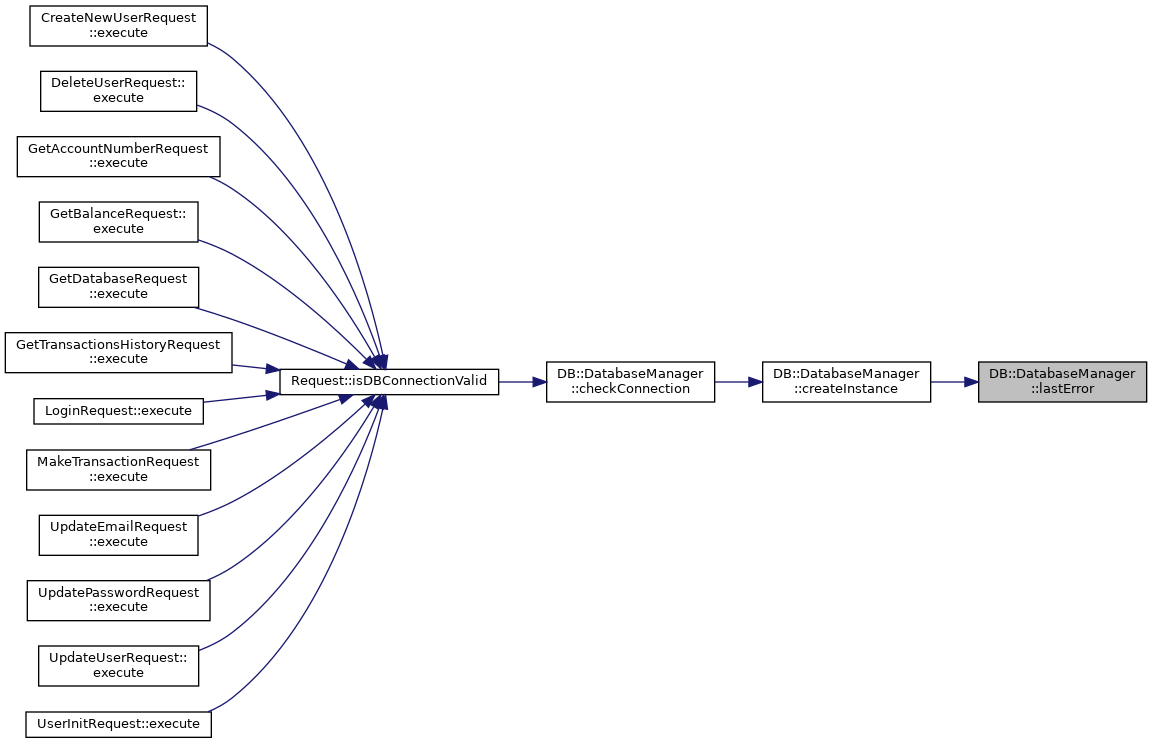 CreateNewUserRequest
::execute
DeleteUserRequest::
execute
GetAccountNumberRequest
::execute
GetBalanceRequest::
execute
GetDatabaseRequest
::execute
GetTransactionsHistoryRequest
::execute
LoginRequest::execute
MakeTransactionRequest
::execute
UpdateEmailRequest
::execute
UpdatePasswordRequest
::execute
UpdateUserRequest::
execute
UserInitRequest::execute
Request::isDBConnectionValid
DB::DatabaseManager
::checkConnection
DB::DatabaseManager
::createInstance
DB::DatabaseManager
::lastError